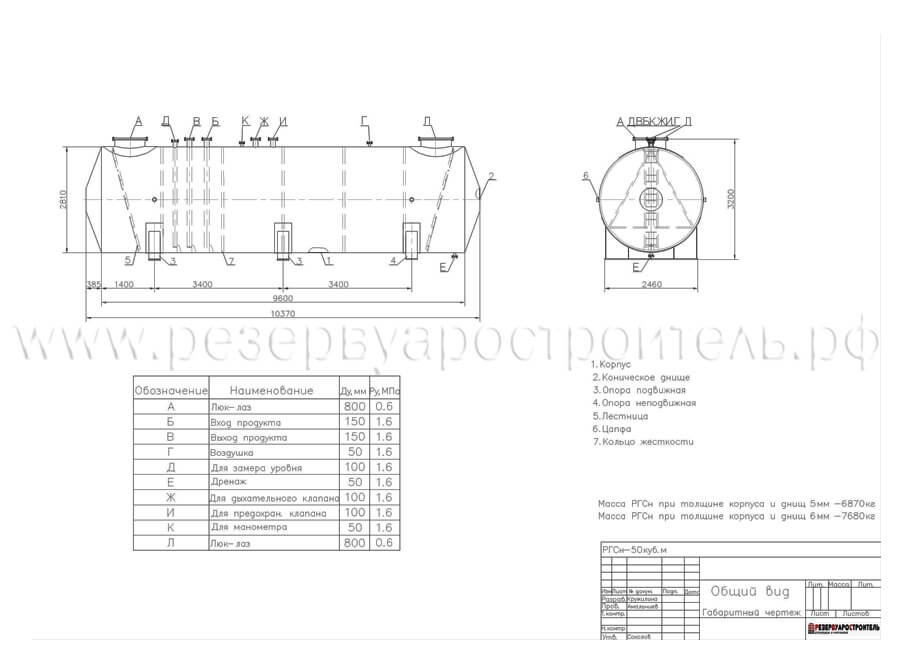 А Д В Б К Ж И Г Л
2810
2
5 3 7 3 1 4 Е
385 1400 3400 3400
9600
10370
А ДВБКЖИГ Л
6
3200
Е
2460
www.резервуаростроитель.рф
1. Корпус
2. Коническое днище
3. Опора подвижная
4. Опора неподвижная
5. Лестница
6. Цапфа
7. Кольцо жесткости
Обозначение Наименование Ду, мм Ру, МПа
А Люк-лаз 800 0.6
Б Вход продукта 150 1.6
В Выход продукта 150 1.6
Г Воздушка 50 1.6
Д Для замера уровня 100 1.6
Е Дренаж 50 1.6
Ж Для дыхательного клапана 100 1.6
И Для предохран. клапана 100 1.6
К Для манометра 50 1.6
Л Люк-лаз 800 0.6
Масса РГСн при толщине корпуса и днищ 5мм -6870кг
Масса РГСн при толщине корпуса и днищ 6мм -7680кг
РГСн-50куб.м
Изм Лист № докум. Подп. Дата
Разраб. Кружилина
Пров.
Т.контр.
Н.контр
Утв. Соколов
Общий вид
Габаритный чертеж
Лит. Масса Лит.
Лист Листов
РЕЗЕРВУАРОСТРОИТЕЛЬ